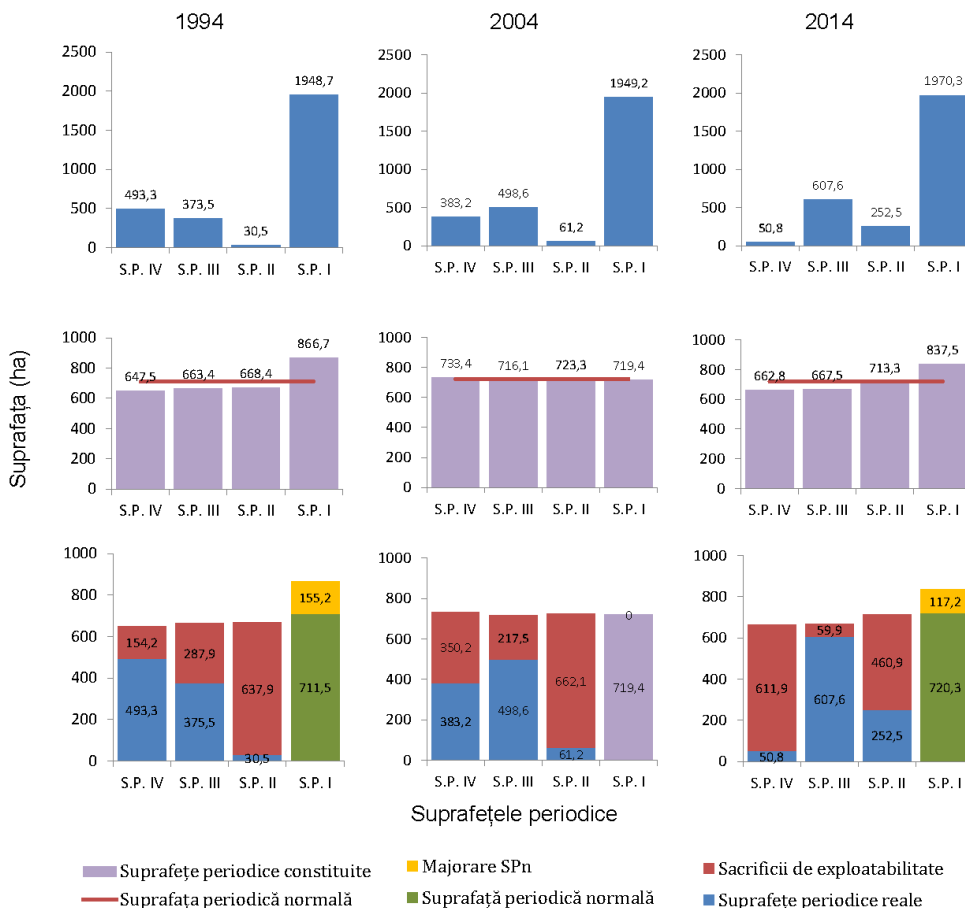 1994 2004 2014
2500 2500 2500
1948,7 1949,2 1970,3
2000 2000 2000
1500 1500 1500
1000 1000 1000
493,3 373,5 30,5 383,2 498,6 61,2 50,8 607,6 252,5
500 500 500
0 0 0
S.P. IV S.P. III S.P. II S.P. I S.P. IV S.P. III S.P. II S.P. I S.P. IV S.P. III S.P. II S.P. I
Suprafața (ha)
1000 1000 1000
647,5 663,4 668,4 866,7 733,4 716,1 723,3 719,4 662,8 667,5 713,3 837,5
800 800 800
600 600 600
400 400 400
200 200 200
0 0 0
S.P. IV S.P. III S.P. II S.P. I S.P. IV S.P. III S.P. II S.P. I S.P. IV S.P. III S.P. II S.P. I
1000 1000 1000
800 800 800
600 600 600
400 400 400
200 200 200
0 0 0
154,2 287,9 637,9 155,2 350,2 217,5 662,1 0 611,9 59,9 460,9 117,2
493,3 375,5 30,5 711,5 383,2 498,6 61,2 719,4 50,8 607,6 252,5 720,3
S.P. IV S.P. III S.P. II S.P. I S.P. IV S.P. III S.P. II S.P. I S.P. IV S.P. III S.P. II S.P. I
Suprafețele periodice
Suprafețe periodice constituite Majorare SPn Sacrificii de exploatabilitate
Suprafața periodică normală Suprafață periodică normală Suprafețe periodice reale